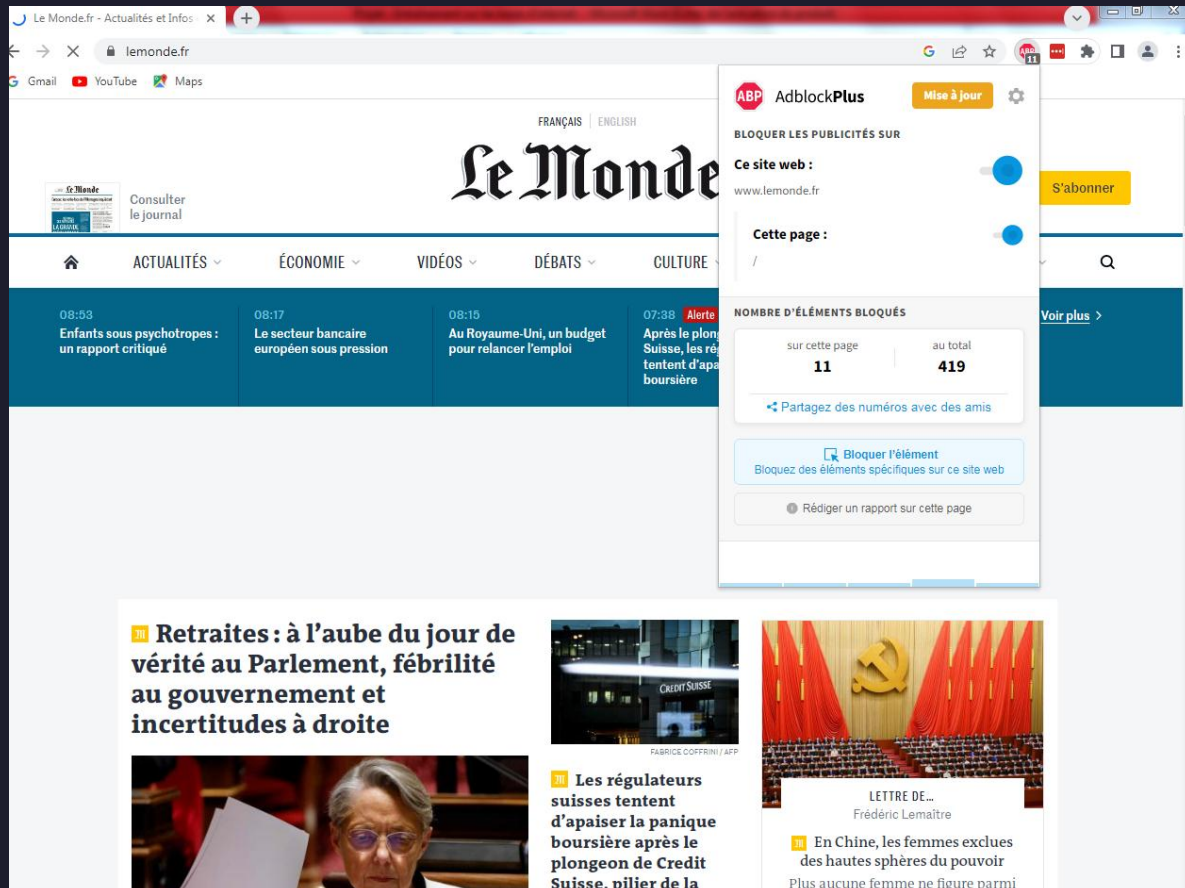 Le Monde.fr - Actualités et Infos
lemonde.fr
Gmail
YouTube
Maps
ABP
11
ABP AdblockPlus
Mise à jour
BLOQUER LES PUBLICITÉS SUR
Ce site web :
www.lemonde.fr
Cette page :
/
NOMBRE D'ÉLÉMENTS BLOQUÉS
sur cette page
11
au total
419
Partagez des numéros avec des amis
Bloquer l'élément
Bloquez des éléments spécifiques sur ce site web
Rédiger un rapport sur cette page
FRANÇAIS
ENGLISH
Le Monde
Le Monde
Consulter
le journal
S'abonner
ACTUALITÉS
ÉCONOMIE
VIDÉOS
DÉBATS
CULTURE
08:53
Enfants sous psychotropes :
un rapport critiqué
08:17
Le secteur bancaire
européen sous pression
08:15
Au Royaume-Uni, un budget
pour relancer l'emploi
07:38 Alerte
Après le plon
Suisse, les ré
tentent d'apa
boursière
Voir plus
Retraites : à l'aube du jour de
vérité au Parlement, fébrilité
au gouvernement et
incertitudes à droite
CREDIT SUISSE
FABRICE COFFRINI / AFP
Les régulateurs
suisses tentent
d'apaiser la panique
boursière après le
plongeon de Credit
Suisse, pilier de la
LETTRE DE...
Frédéric Lemaître
En Chine, les femmes exclues
des hautes sphères du pouvoir
Plus aucune femme ne figure parmi